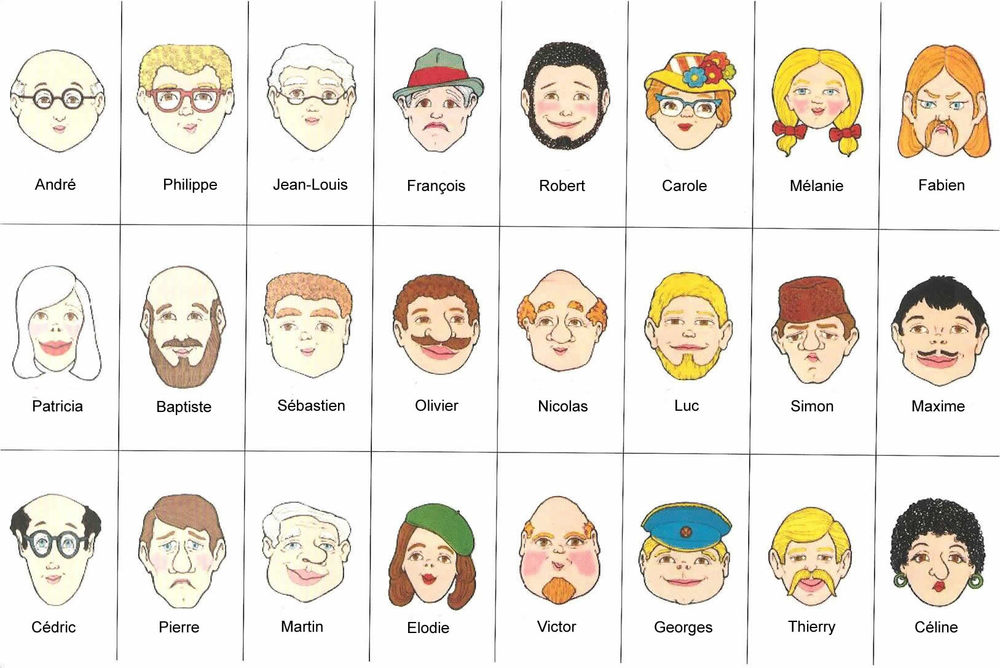 André Philippe Jean-Louis François Robert Carole Mélanie Fabien
Patricia Baptiste Sébastien Olivier Nicolas Luc Simon Maxime
Cédric Pierre Martin Elodie Victor Georges Thierry Céline